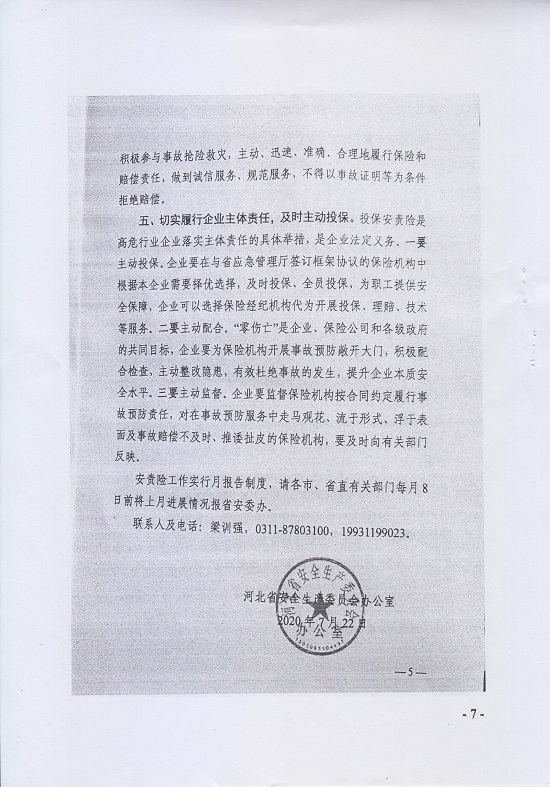 积极参与事故抢险救灾，主动、迅速、准确、合理地履行保险和
赔偿责任，做到诚信服务、规范服务，不得以事故证明等为条件
拒绝赔偿。
五、切实履行企业主体责任，及时主动投保。投保安责险是
高危行业企业落实主体责任的具体举措，是企业法定义务。一要
主动投保。企业要在与省应急管理厅签订框架协议的保险机构中
根据本企业需要择优选择，及时投保、全员投保，为职工提供安
全保障，企业可以选择保险经纪机构代为开展投保、理赔、技术
等服务。二要主动配合。“零伤亡”是企业、保险公司和各级政府
的共同目标，企业要为保险机构开展事故预防敞开大门，积极配
合检查，主动整改隐患，有效杜绝事故的发生，提升企业本质安
全水平。三要主动监督。企业要监督保险机构按合同约定履行事
故预防责任，对在事故预防服务中走马观花、流于形式、浮于表
面及事故赔偿不及时、推诿扯皮的保险机构，要及时向有关部门
反映。
安责险工作实行月报告制度，请各市、省直有关部门每月 8
日前将上月进展情况报省安委办。
联系人及电话：梁训强，0311-87803100，19931199023。
河北省安全生产委员会办公室
2020 年 7 月 22 日
河北省安全生产委员会
办公室
—5—
- 7 -